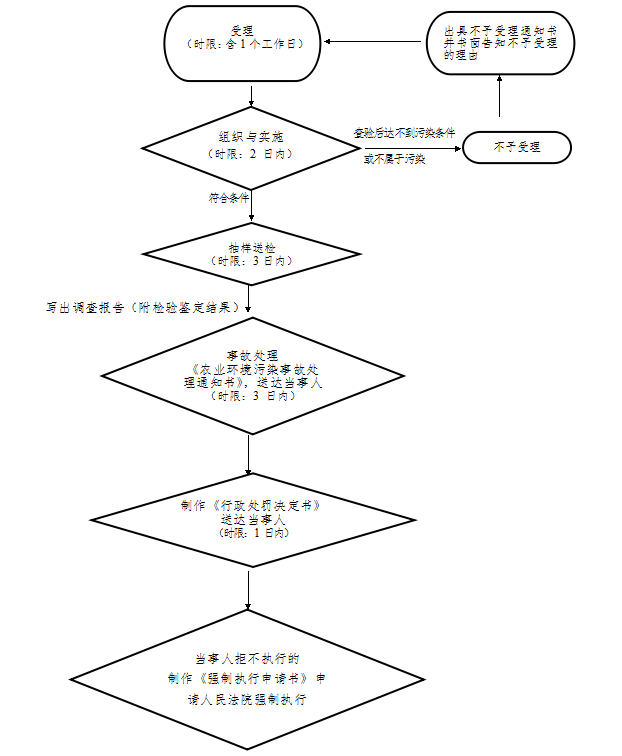 受理
（时限：含1个工作日）
出具不予受理通知书
并书面告知不予受理
的理由
组织与实施
（时限：2 日内）
查验后达不到污染条件
或不属于污染
不予受理
符合条件
抽样送检
（时限：3日内）
写出调查报告（附检验鉴定结果）
事故处理
《农业环境污染事故处
理通知书》，送达当事人
（时限：3 日内）
制作《行政处罚决定书》
送达当事人
（时限：1 日内）
当事人拒不执行的
制作《强制执行申请书》申
请人民法院强制执行